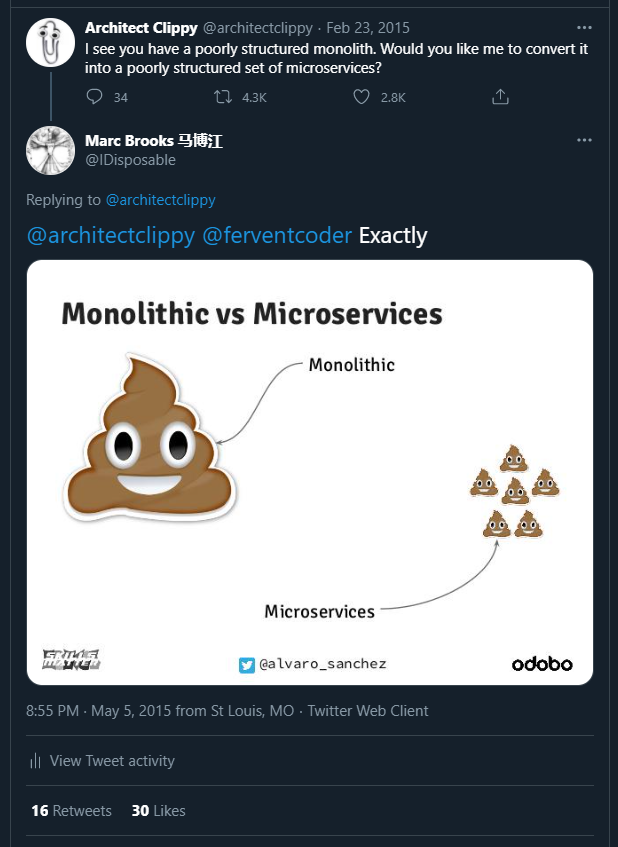 Architect Clippy @architectclippy · Feb 23, 2015
I see you have a poorly structured monolith. Would you like me to convert it
into a poorly structured set of microservices?
34 4.3K 2.8K
Marc Brooks 马博江
@IDisposable
Replying to @architectclippy
@architectclippy @ferventcoder Exactly
Monolithic vs Microservices
Monolithic
Microservices
SKILLS
MATTER
@alvaro_sanchez
odobo
8:55 PM · May 5, 2015 from St Louis, MO · Twitter Web Client
View Tweet activity
16 Retweets 30 Likes